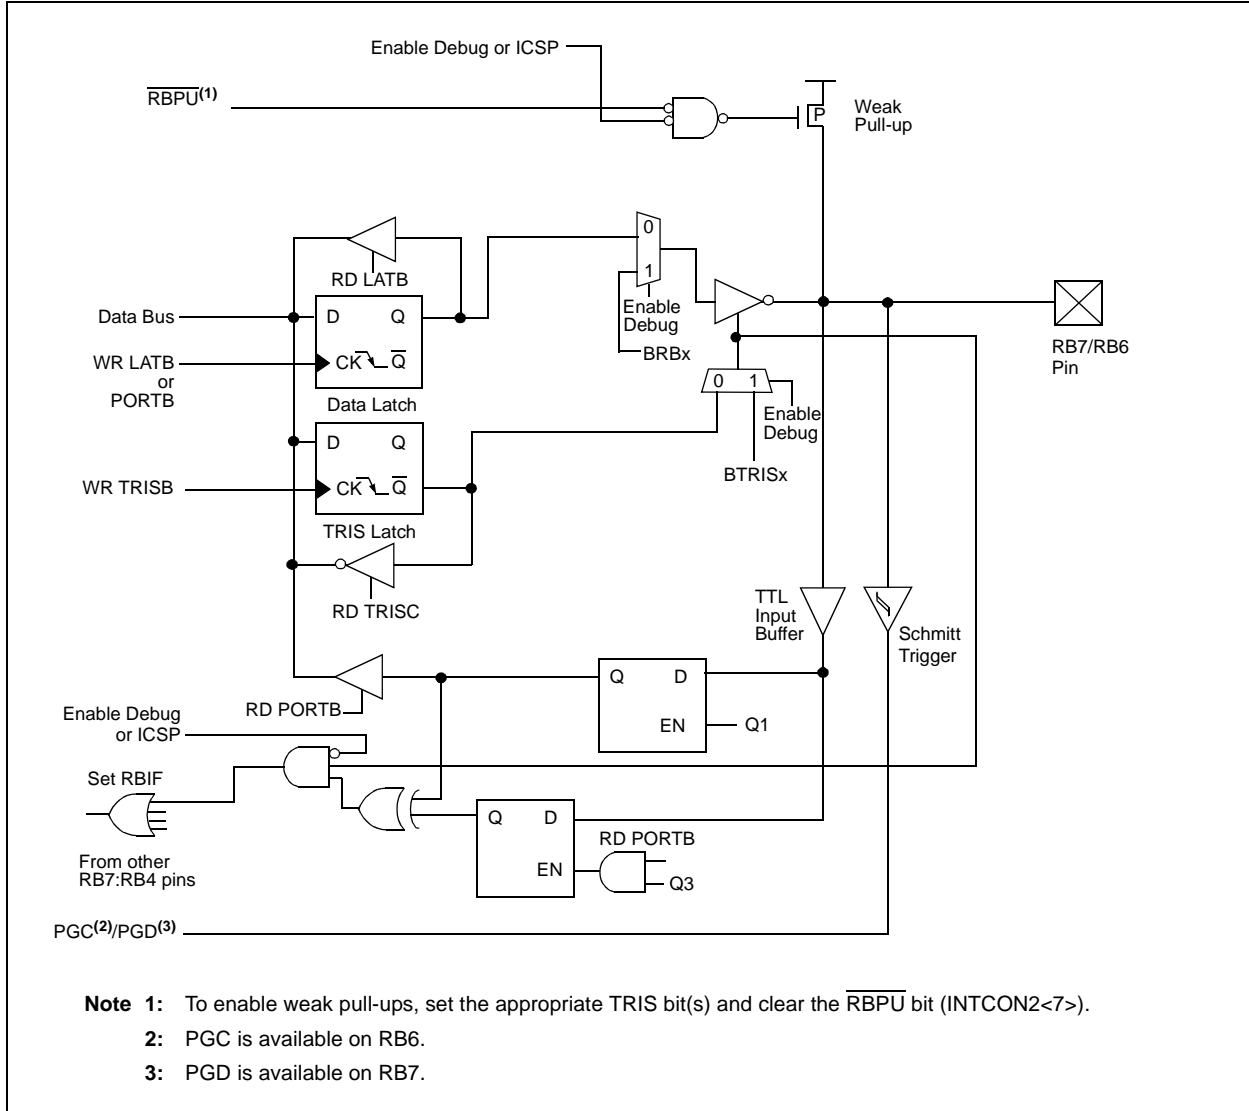 Enable Debug or ICSP
RBPU(1)
P
Weak
Pull-up
0
1
RD LATB
Enable
Debug
Data Bus
D Q
BRBx
WR LATB
or
PORTB
CK Q
RB7/RB6
Pin
0 1
Data Latch
Enable
Debug
D Q
BTRISx
WR TRISB
CK Q
TRIS Latch
RD TRISC
TTL
Input
Buffer
Schmitt
Trigger
Q D
EN
Q1
RD PORTB
Enable Debug
or ICSP
Set RBIF
Q D
EN
RD PORTB
Q3
From other
RB7:RB4 pins
PGC(2)/PGD(3)
Note 1: To enable weak pull-ups, set the appropriate TRIS bit(s) and clear the RBPU bit (INTCON2<7>).
2: PGC is available on RB6.
3: PGD is available on RB7.